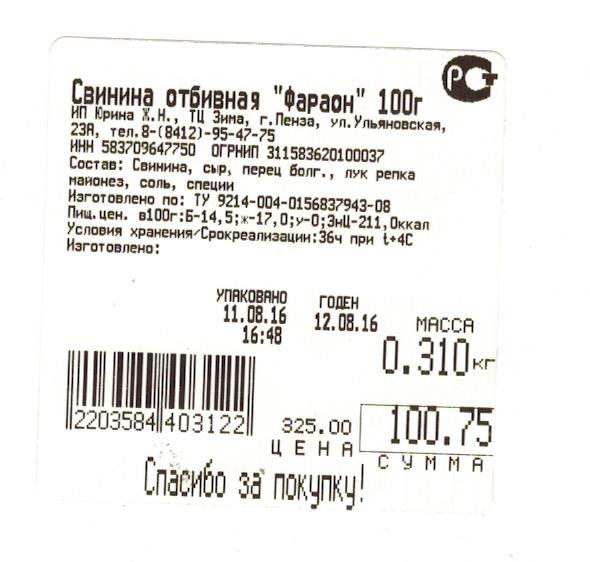 РСТ
Свинина отбивная "Фараон" 100г
ИП Юрина Ж.Н., ТЦ Зима, г.Пенза, ул.Ульяновская,
23А, тел.8-(8412)-95-47-75
ИНН 583709647750 ОГРНИП 311583620100037
Состав: Свинина, сыр, перец болг., лук репка
майонез, соль, специи
Изготовлено по: ТУ 9214-004-0156837943-08
Пищ.цен. в100г:Б-14,5;ж-17,0;у-0;ЭнЦ-211,0ккал
Условия хранения/Срокреализации:36ч при t+4С
Изготовлено:
УПАКОВАНО ГОДЕН
11.08.16 12.08.16 МАССА
16:48 0.310кг
2203584403122 325.00 100.75
ЦЕНА СУММА
Спасибо за покупку!